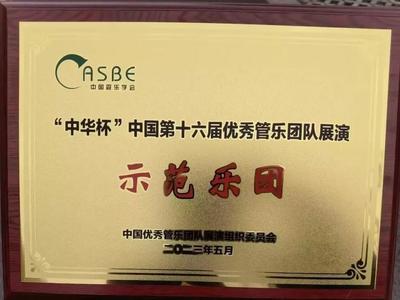 CASBE
中国管乐学会
“中华杯”中国第十六届优秀管乐团队展演
示范乐团
中国优秀管乐团队展演组织委员会
二〇二三年五月